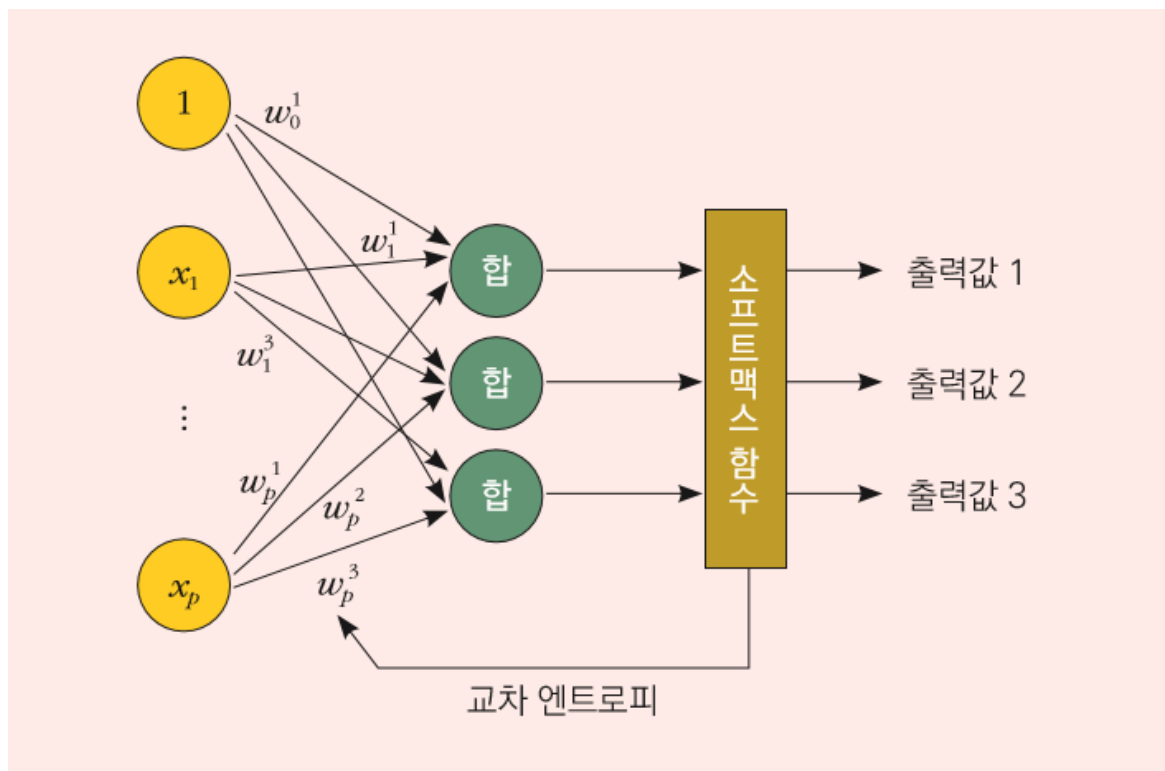 1
w₀¹
x₁
w₁¹
w₁³
⋮
wₚ¹
wₚ²
xₚ
wₚ³
합
합
합
소프트맥스 함수
출력값 1
출력값 2
출력값 3
교차 엔트로피